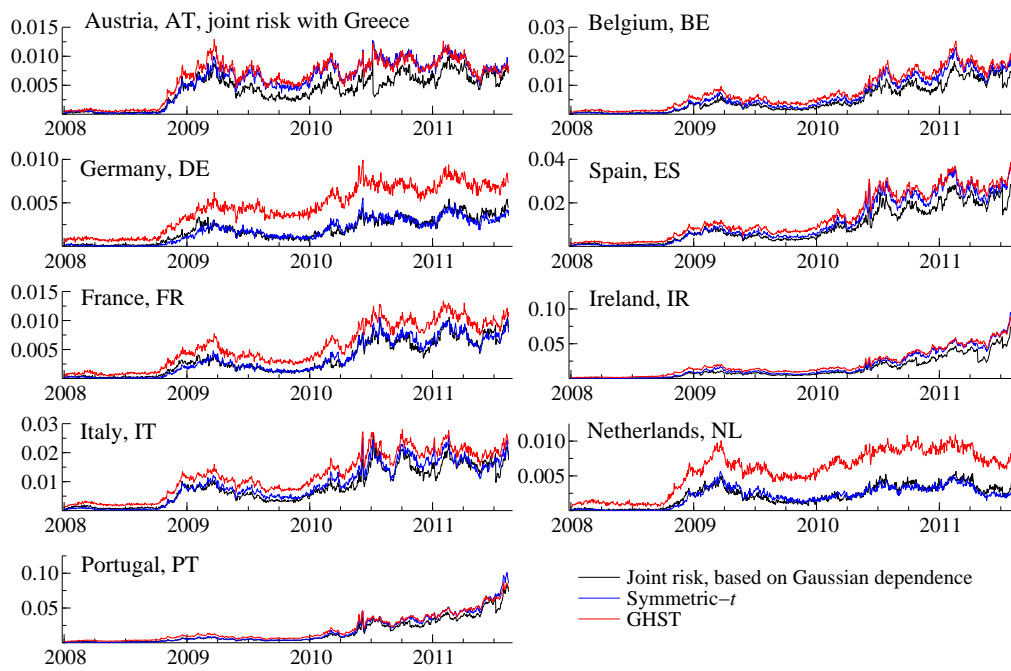 Austria, AT, joint risk with Greece
0.015
0.010
0.005
2008 2009 2010 2011
Belgium, BE
0.03
0.02
0.01
2008 2009 2010 2011
Germany, DE
0.010
0.005
2008 2009 2010 2011
Spain, ES
0.04
0.02
2008 2009 2010 2011
France, FR
0.015
0.010
0.005
2008 2009 2010 2011
Ireland, IR
0.10
0.05
2008 2009 2010 2011
Italy, IT
0.03
0.02
0.01
2008 2009 2010 2011
Netherlands, NL
0.010
0.005
2008 2009 2010 2011
Portugal, PT
0.10
0.05
2008 2009 2010 2011
Joint risk, based on Gaussian dependence
Symmetric−t
GHST